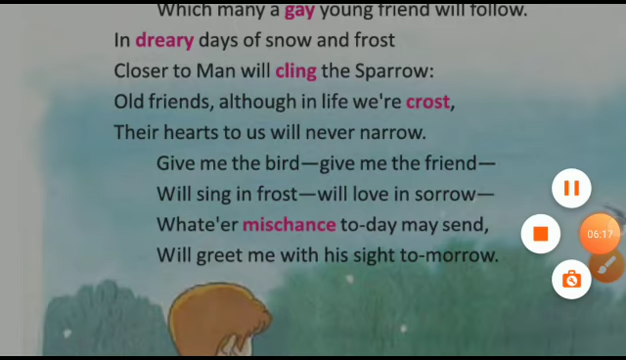 Which many a gay young friend will follow.
In dreary days of snow and frost
Closer to Man will cling the Sparrow:
Old friends, although in life we're crost,
Their hearts to us will never narrow.
Give me the bird—give me the friend—
Will sing in frost—will love in sorrow—
Whate'er mischance to-day may send,
Will greet me with his sight to-morrow.
06:17